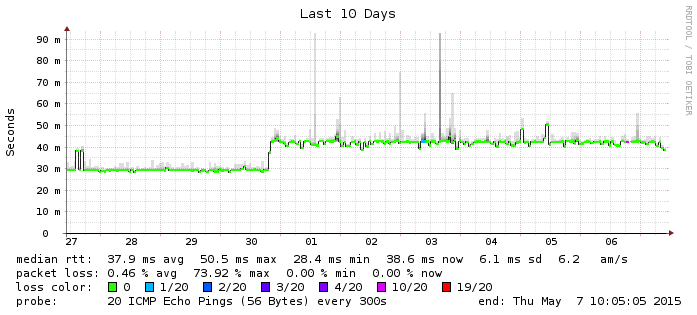 Last 10 Days
RRDTOOL / TOBI OETIKER
Seconds
90 m
80 m
70 m
60 m
50 m
40 m
30 m
20 m
10 m
0
27 28 29 30 01 02 03 04 05 06
median rtt: 37.9 ms avg 50.5 ms max 28.4 ms min 38.6 ms now 6.1 ms sd 6.2 am/s
packet loss: 0.46 % avg 73.92 % max 0.00 % min 0.00 % now
loss color: 0 1/20 2/20 3/20 4/20 10/20 19/20
probe: 20 ICMP Echo Pings (56 Bytes) every 300s end: Thu May 7 10:05:05 2015